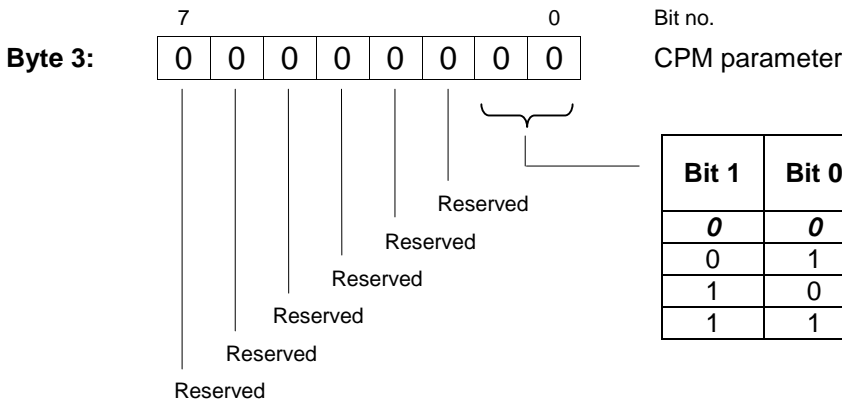 7 0 Bit no.
Byte 3: 0 0 0 0 0 0 0 0 CPM parameter
Bit 1 Bit 0
Reserved
0 0
Reserved
0 1
Reserved
1 0
Reserved
1 1
Reserved
Reserved